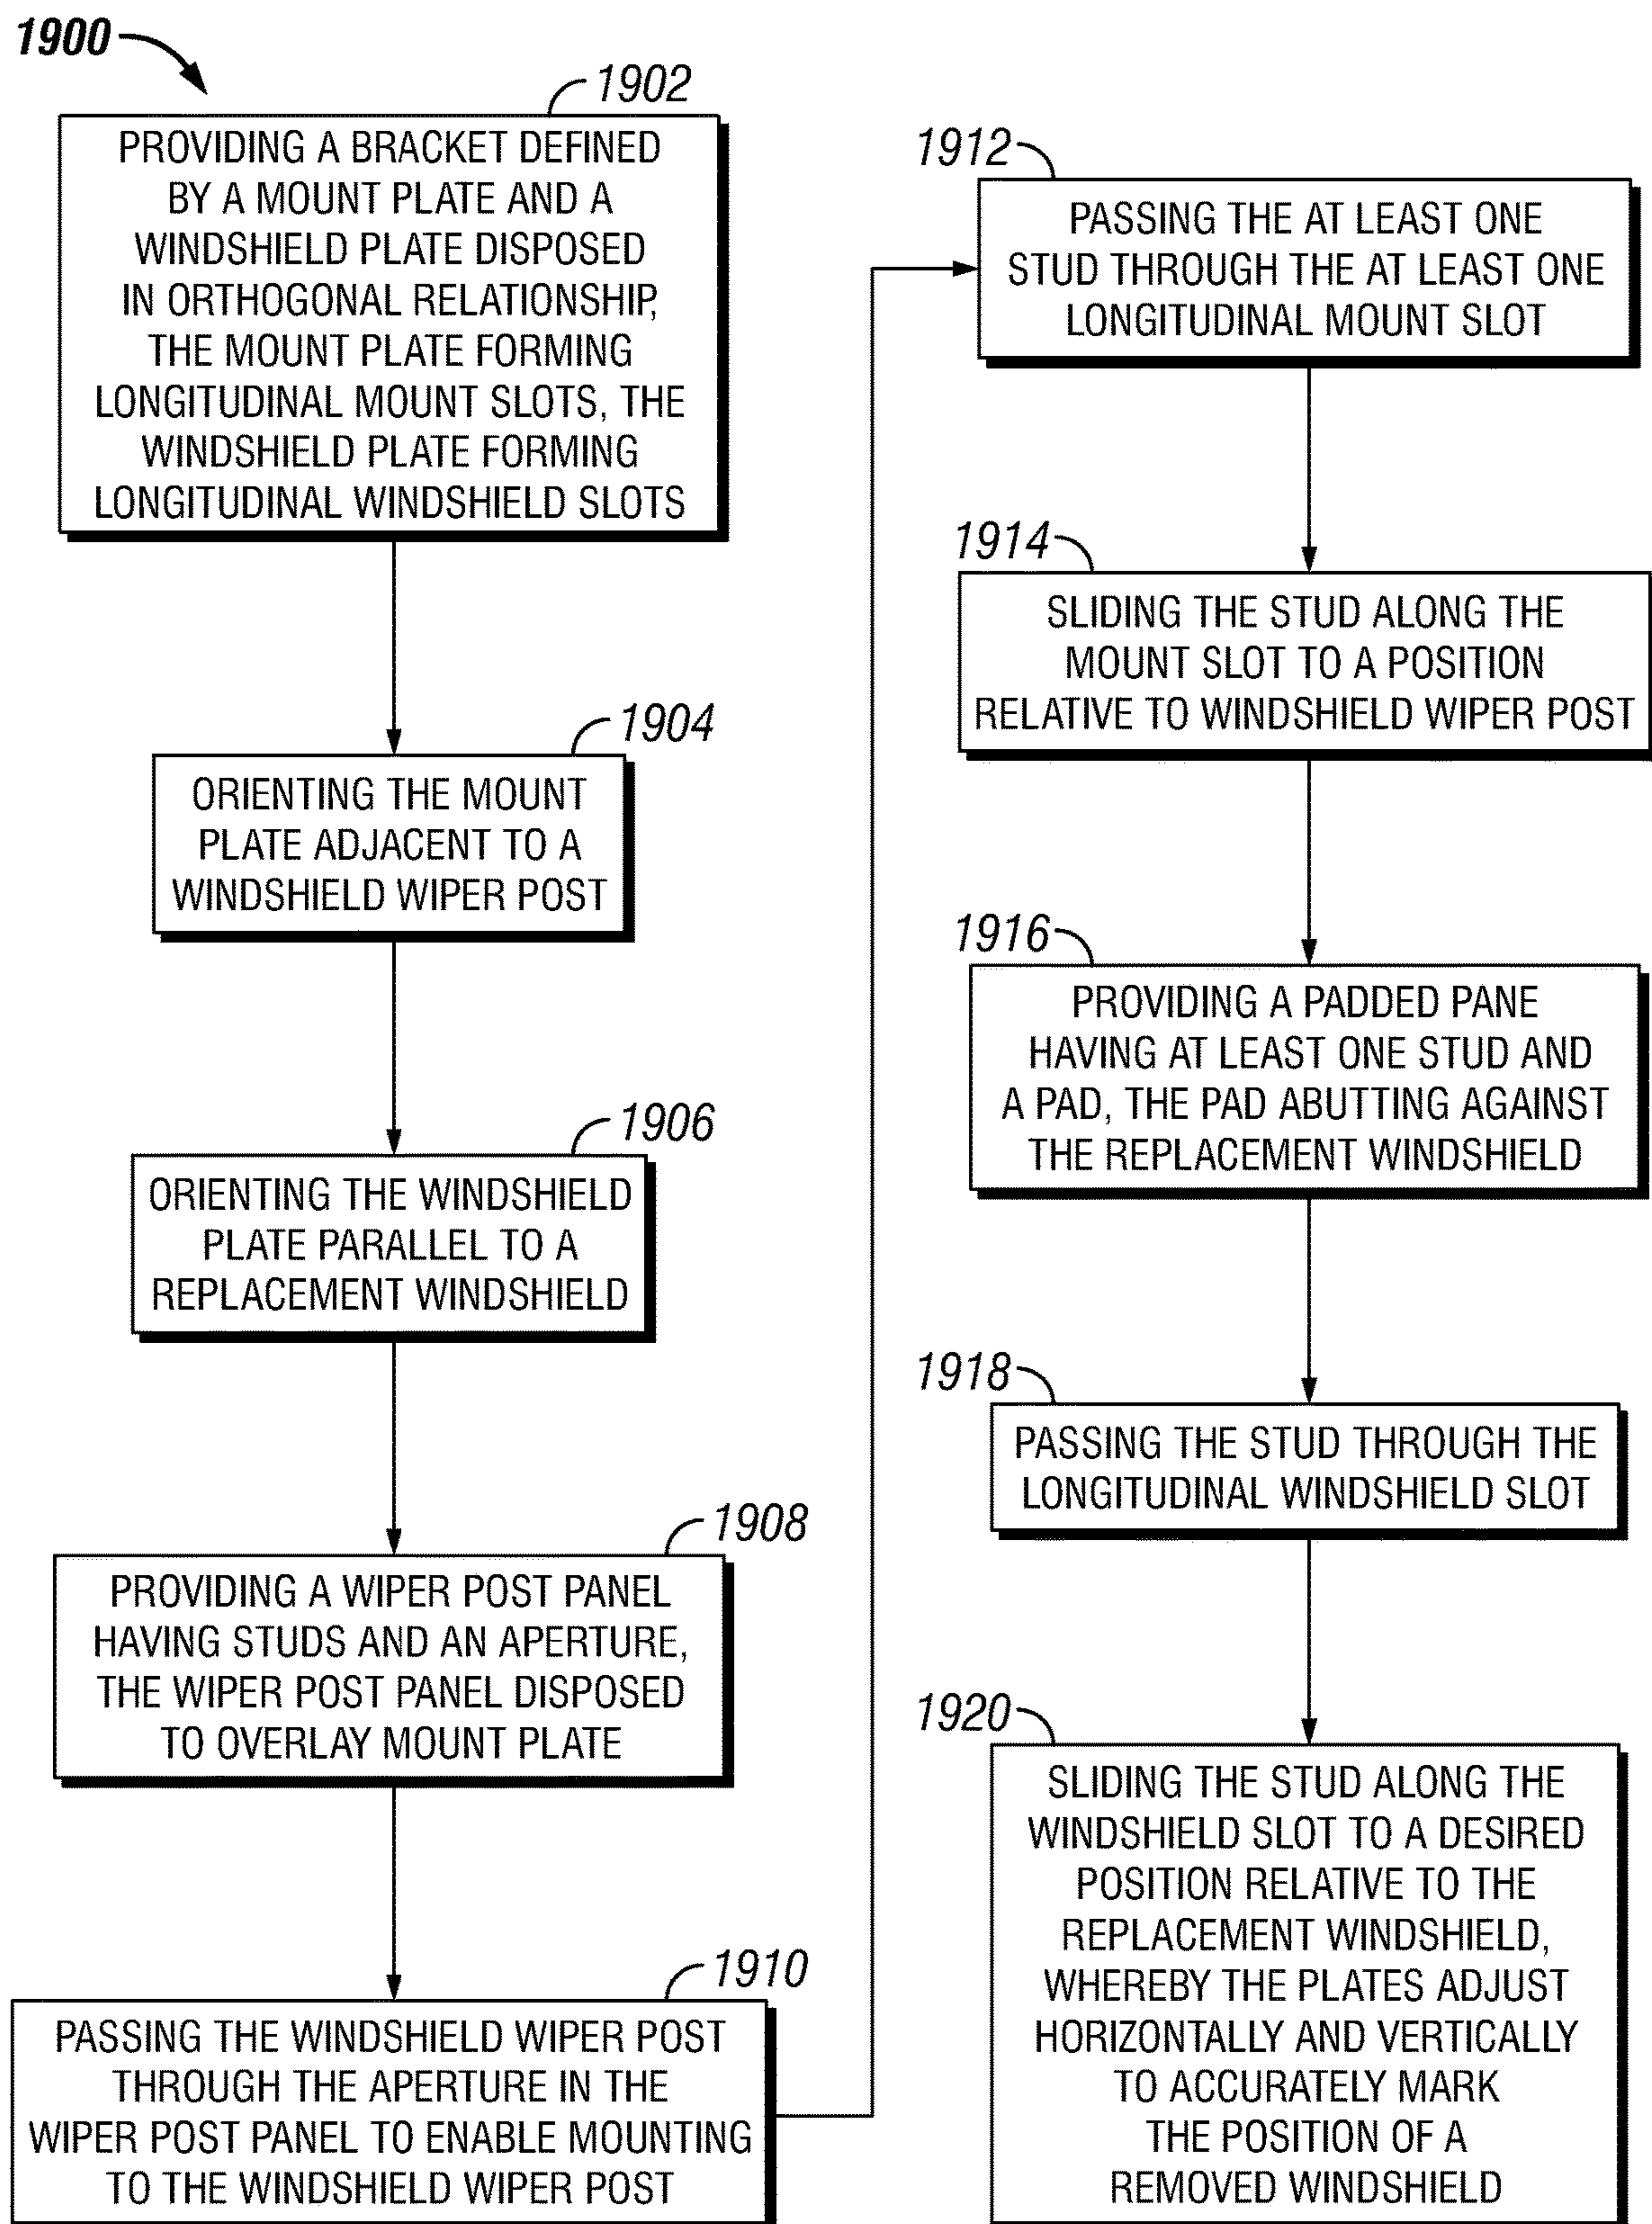 1900
1902
PROVIDING A BRACKET DEFINED
BY A MOUNT PLATE AND A
WINDSHIELD PLATE DISPOSED
IN ORTHOGONAL RELATIONSHIP,
THE MOUNT PLATE FORMING
LONGITUDINAL MOUNT SLOTS, THE
WINDSHIELD PLATE FORMING
LONGITUDINAL WINDSHIELD SLOTS
1904
ORIENTING THE MOUNT
PLATE ADJACENT TO A
WINDSHIELD WIPER POST
1906
ORIENTING THE WINDSHIELD
PLATE PARALLEL TO A
REPLACEMENT WINDSHIELD
1908
PROVIDING A WIPER POST PANEL
HAVING STUDS AND AN APERTURE,
THE WIPER POST PANEL DISPOSED
TO OVERLAY MOUNT PLATE
1910
PASSING THE WINDSHIELD WIPER POST
THROUGH THE APERTURE IN THE
WIPER POST PANEL TO ENABLE MOUNTING
TO THE WINDSHIELD WIPER POST
1912
PASSING THE AT LEAST ONE
STUD THROUGH THE AT LEAST ONE
LONGITUDINAL MOUNT SLOT
1914
SLIDING THE STUD ALONG THE
MOUNT SLOT TO A POSITION
RELATIVE TO WINDSHIELD WIPER POST
1916
PROVIDING A PADDED PANE
HAVING AT LEAST ONE STUD AND
A PAD, THE PAD ABUTTING AGAINST
THE REPLACEMENT WINDSHIELD
1918
PASSING THE STUD THROUGH THE
LONGITUDINAL WINDSHIELD SLOT
1920
SLIDING THE STUD ALONG THE
WINDSHIELD SLOT TO A DESIRED
POSITION RELATIVE TO THE
REPLACEMENT WINDSHIELD,
WHEREBY THE PLATES ADJUST
HORIZONTALLY AND VERTICALLY
TO ACCURATELY MARK
THE POSITION OF A
REMOVED WINDSHIELD